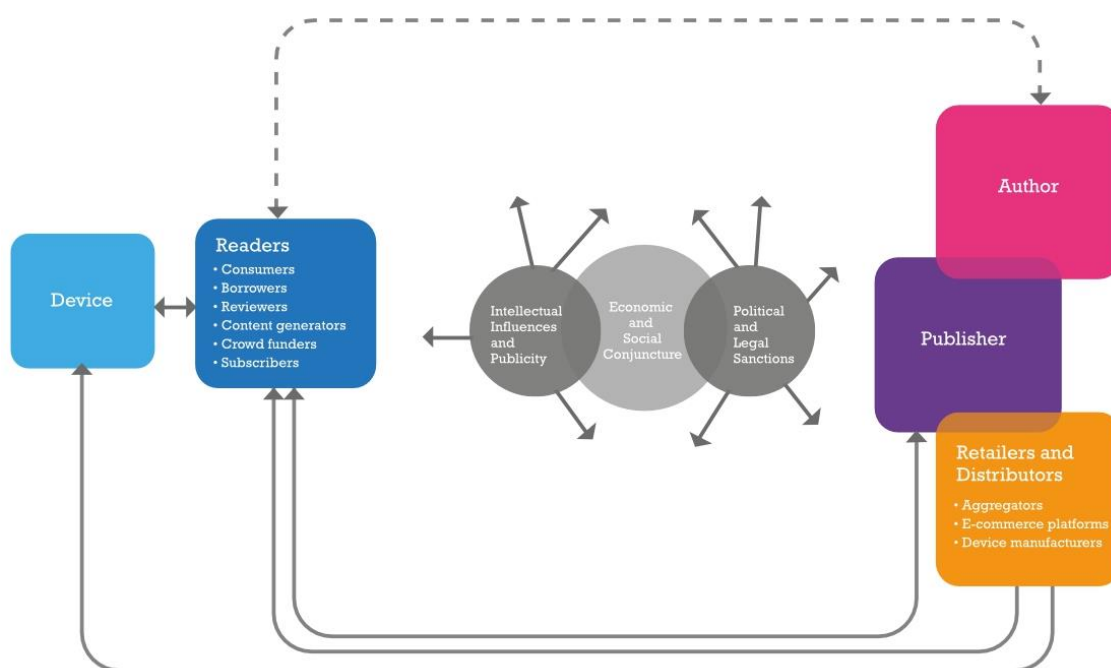 Author
Device
Readers
• Consumers
• Borrowers
• Reviewers
• Content generators
• Crowd funders
• Subscribers
Intellectual
Influences
and
Publicity
Economic
and
Social
Conjuncture
Political
and
Legal
Sanctions
Publisher
Retailers and
Distributors
• Aggregators
• E-commerce platforms
• Device manufacturers